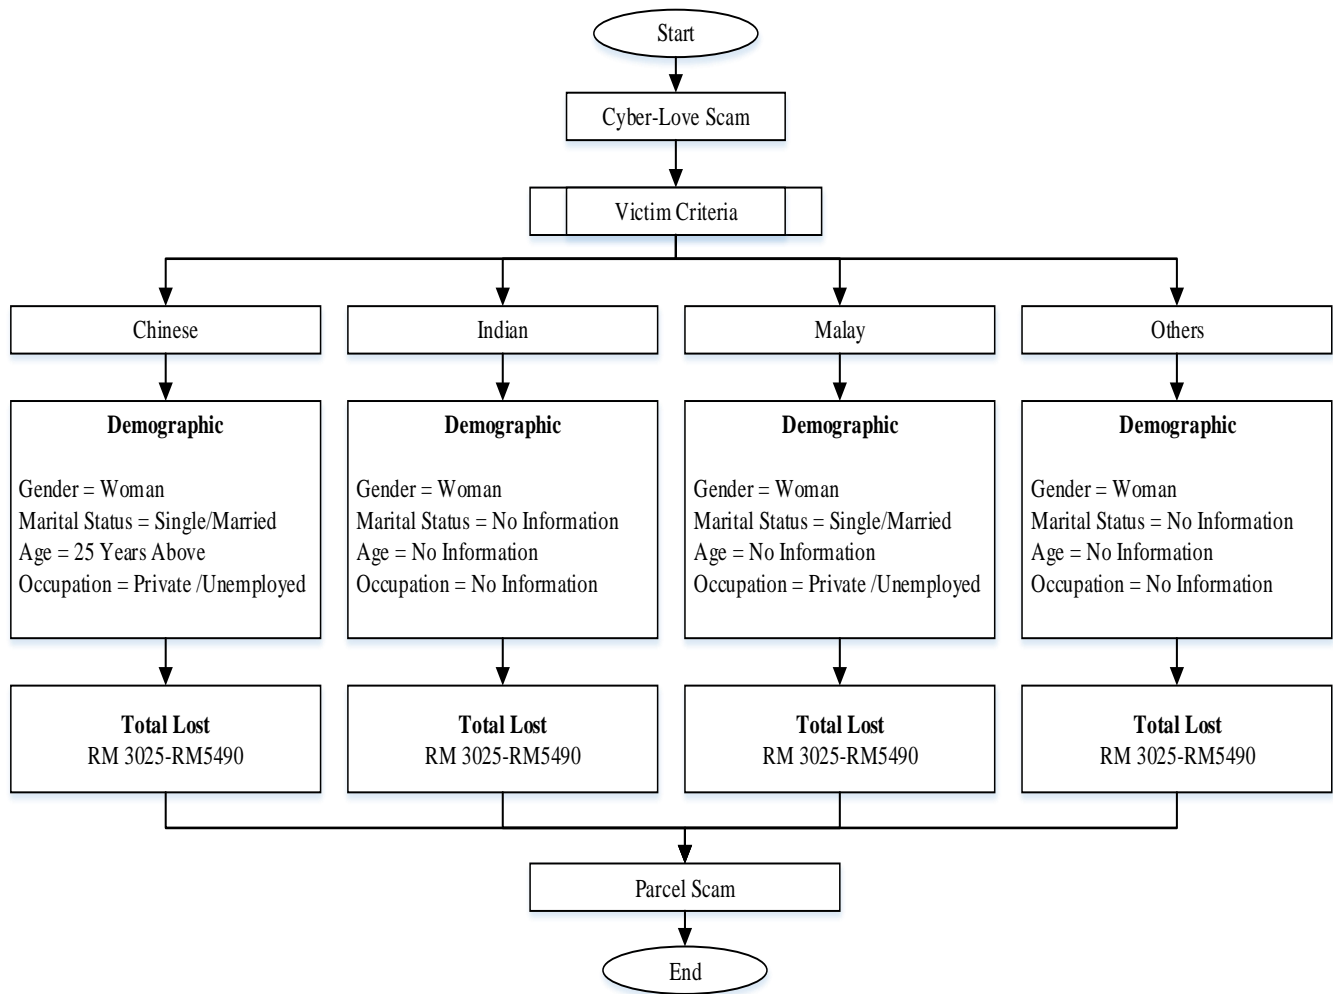 Start
Cyber-Love Scam
Victim Criteria
Chinese
Indian
Malay
Others
Demographic
Gender = Woman
Marital Status = Single/Married
Age = 25 Years Above
Occupation = Private /Unemployed
Demographic
Gender = Woman
Marital Status = No Information
Age = No Information
Occupation = No Information
Demographic
Gender = Woman
Marital Status = Single/Married
Age = No Information
Occupation = Private /Unemployed
Demographic
Gender = Woman
Marital Status = No Information
Age = No Information
Occupation = No Information
Total Lost
RM 3025-RM5490
Total Lost
RM 3025-RM5490
Total Lost
RM 3025-RM5490
Total Lost
RM 3025-RM5490
Parcel Scam
End